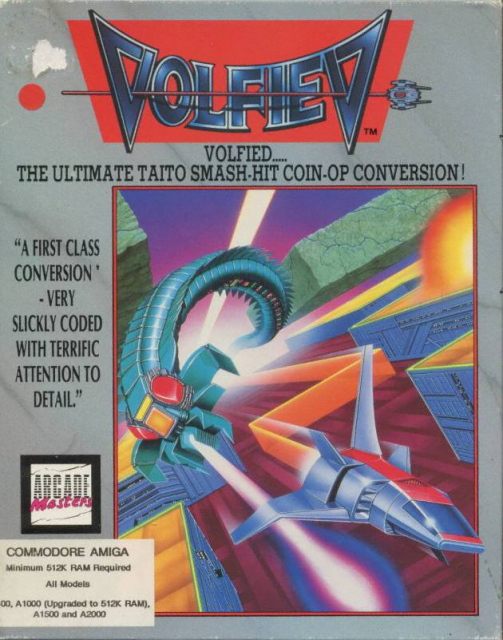 VOLFIED
TM
VOLFIED.....
THE ULTIMATE TAITO SMASH-HIT COIN-OP CONVERSION!
“A FIRST CLASS
CONVERSION '
- VERY
SLICKLY CODED
WITH TERRIFIC
ATTENTION TO
DETAIL.”
ARCADE
Masters
COMMODORE AMIGA
Minimum 512K RAM Required
All Models
00, A1000 (Upgraded to 512K RAM),
A1500 and A2000